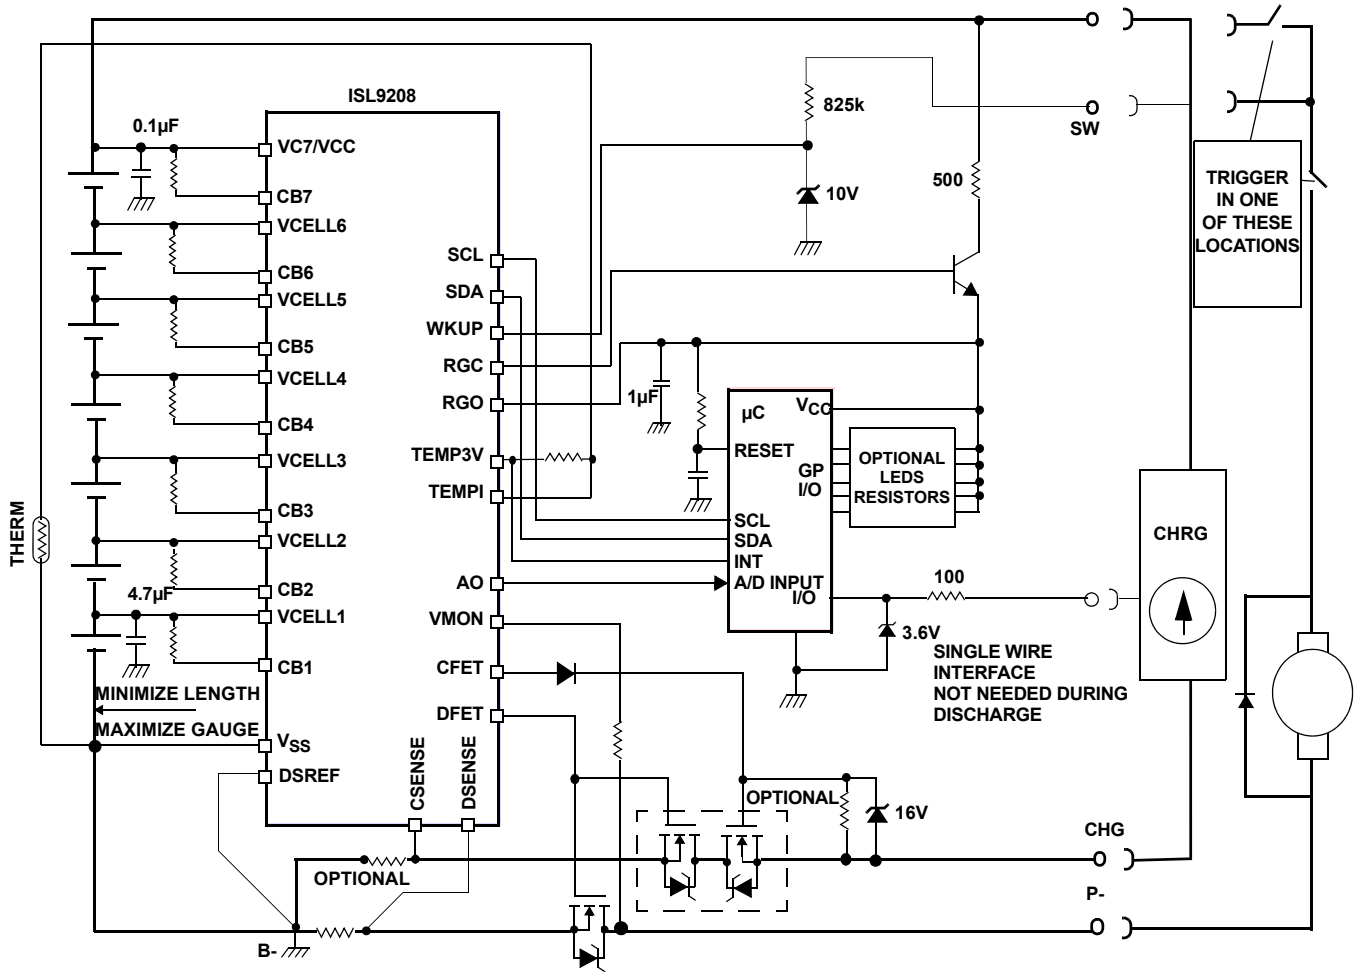 ISL9208
0.1µF
VC7/VCC
CB7
VCELL6
CB6
VCELL5
CB5
VCELL4
CB4
VCELL3
CB3
VCELL2
CB2
4.7µF
VCELL1
CB1
MINIMIZE LENGTH
MAXIMIZE GAUGE
VSS
DSREF
THERM
SCL
SDA
WKUP
RGC
RGO
TEMP3V
TEMPI
AO
VMON
CFET
DFET
CSENSE
DSENSE
OPTIONAL
B-
825k
10V
500
SW
TRIGGER
IN ONE
OF THESE
LOCATIONS
1µF
µC
VCC
RESET
GP
I/O
SCL
SDA
INT
A/D INPUT
I/O
OPTIONAL
LEDS
RESISTORS
100
3.6V
SINGLE WIRE
INTERFACE
NOT NEEDED DURING
DISCHARGE
CHRG
OPTIONAL
16V
CHG
P-